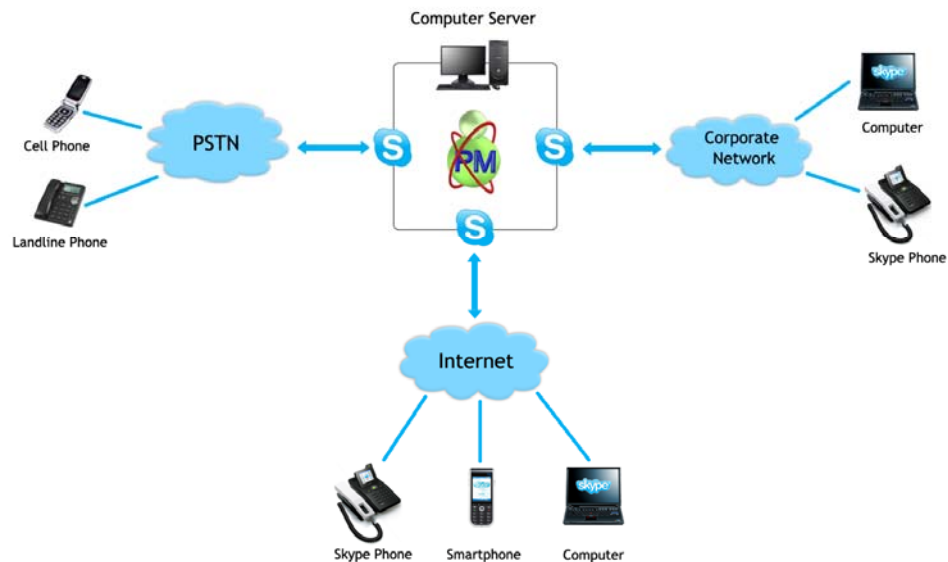 Computer Server
Cell Phone
PSTN
S
PM
S
Corporate
Network
skype
Computer
Landline Phone
S
Skype Phone
Internet
skype
Skype Phone
Smartphone
Computer